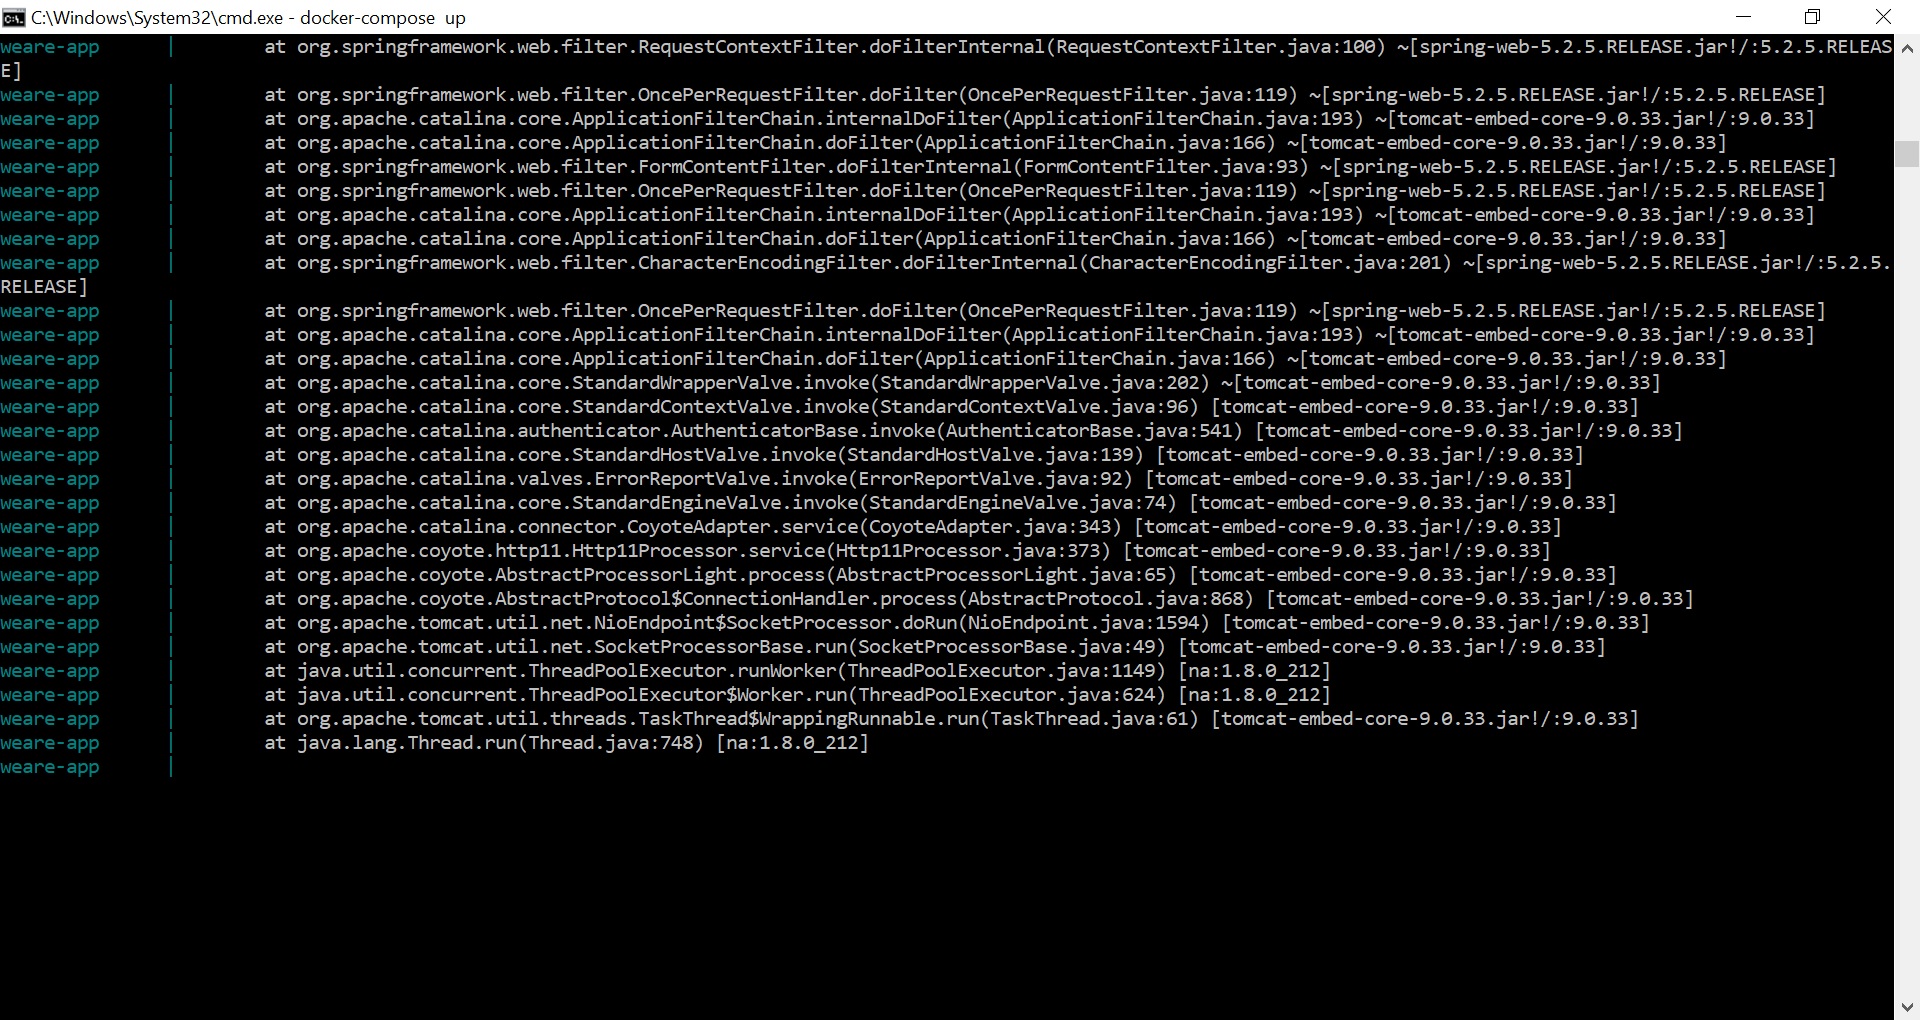 C:\Windows\System32\cmd.exe - docker-compose  up
weare-app | at org.springframework.web.filter.RequestContextFilter.doFilterInternal(RequestContextFilter.java:100) ~[spring-web-5.2.5.RELEASE.jar!/:5.2.5.RELEAS
E]
weare-app | at org.springframework.web.filter.OncePerRequestFilter.doFilter(OncePerRequestFilter.java:119) ~[spring-web-5.2.5.RELEASE.jar!/:5.2.5.RELEASE]
weare-app | at org.apache.catalina.core.ApplicationFilterChain.internalDoFilter(ApplicationFilterChain.java:193) ~[tomcat-embed-core-9.0.33.jar!/:9.0.33]
weare-app | at org.apache.catalina.core.ApplicationFilterChain.doFilter(ApplicationFilterChain.java:166) ~[tomcat-embed-core-9.0.33.jar!/:9.0.33]
weare-app | at org.springframework.web.filter.FormContentFilter.doFilterInternal(FormContentFilter.java:93) ~[spring-web-5.2.5.RELEASE.jar!/:5.2.5.RELEASE]
weare-app | at org.springframework.web.filter.OncePerRequestFilter.doFilter(OncePerRequestFilter.java:119) ~[spring-web-5.2.5.RELEASE.jar!/:5.2.5.RELEASE]
weare-app | at org.apache.catalina.core.ApplicationFilterChain.internalDoFilter(ApplicationFilterChain.java:193) ~[tomcat-embed-core-9.0.33.jar!/:9.0.33]
weare-app | at org.apache.catalina.core.ApplicationFilterChain.doFilter(ApplicationFilterChain.java:166) ~[tomcat-embed-core-9.0.33.jar!/:9.0.33]
weare-app | at org.springframework.web.filter.CharacterEncodingFilter.doFilterInternal(CharacterEncodingFilter.java:201) ~[spring-web-5.2.5.RELEASE.jar!/:5.2.5.
RELEASE]
weare-app | at org.springframework.web.filter.OncePerRequestFilter.doFilter(OncePerRequestFilter.java:119) ~[spring-web-5.2.5.RELEASE.jar!/:5.2.5.RELEASE]
weare-app | at org.apache.catalina.core.ApplicationFilterChain.internalDoFilter(ApplicationFilterChain.java:193) ~[tomcat-embed-core-9.0.33.jar!/:9.0.33]
weare-app | at org.apache.catalina.core.ApplicationFilterChain.doFilter(ApplicationFilterChain.java:166) ~[tomcat-embed-core-9.0.33.jar!/:9.0.33]
weare-app | at org.apache.catalina.core.StandardWrapperValve.invoke(StandardWrapperValve.java:202) ~[tomcat-embed-core-9.0.33.jar!/:9.0.33]
weare-app | at org.apache.catalina.core.StandardContextValve.invoke(StandardContextValve.java:96) [tomcat-embed-core-9.0.33.jar!/:9.0.33]
weare-app | at org.apache.catalina.authenticator.AuthenticatorBase.invoke(AuthenticatorBase.java:541) [tomcat-embed-core-9.0.33.jar!/:9.0.33]
weare-app | at org.apache.catalina.core.StandardHostValve.invoke(StandardHostValve.java:139) [tomcat-embed-core-9.0.33.jar!/:9.0.33]
weare-app | at org.apache.catalina.valves.ErrorReportValve.invoke(ErrorReportValve.java:92) [tomcat-embed-core-9.0.33.jar!/:9.0.33]
weare-app | at org.apache.catalina.core.StandardEngineValve.invoke(StandardEngineValve.java:74) [tomcat-embed-core-9.0.33.jar!/:9.0.33]
weare-app | at org.apache.catalina.connector.CoyoteAdapter.service(CoyoteAdapter.java:343) [tomcat-embed-core-9.0.33.jar!/:9.0.33]
weare-app | at org.apache.coyote.http11.Http11Processor.service(Http11Processor.java:373) [tomcat-embed-core-9.0.33.jar!/:9.0.33]
weare-app | at org.apache.coyote.AbstractProcessorLight.process(AbstractProcessorLight.java:65) [tomcat-embed-core-9.0.33.jar!/:9.0.33]
weare-app | at org.apache.coyote.AbstractProtocol$ConnectionHandler.process(AbstractProtocol.java:868) [tomcat-embed-core-9.0.33.jar!/:9.0.33]
weare-app | at org.apache.tomcat.util.net.NioEndpoint$SocketProcessor.doRun(NioEndpoint.java:1594) [tomcat-embed-core-9.0.33.jar!/:9.0.33]
weare-app | at org.apache.tomcat.util.net.SocketProcessorBase.run(SocketProcessorBase.java:49) [tomcat-embed-core-9.0.33.jar!/:9.0.33]
weare-app | at java.util.concurrent.ThreadPoolExecutor.runWorker(ThreadPoolExecutor.java:1149) [na:1.8.0_212]
weare-app | at java.util.concurrent.ThreadPoolExecutor$Worker.run(ThreadPoolExecutor.java:624) [na:1.8.0_212]
weare-app | at org.apache.tomcat.util.threads.TaskThread$WrappingRunnable.run(TaskThread.java:61) [tomcat-embed-core-9.0.33.jar!/:9.0.33]
weare-app | at java.lang.Thread.run(Thread.java:748) [na:1.8.0_212]
weare-app |